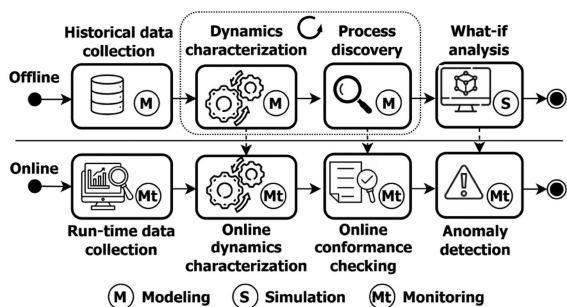 Historical data collection
Dynamics characterization
Process discovery
What-if analysis
Offline
M
M
M
S
Online
Mt
Mt
Mt
Mt
Run-time data collection
Online dynamics characterization
Online conformance checking
Anomaly detection
M Modeling S Simulation Mt Monitoring